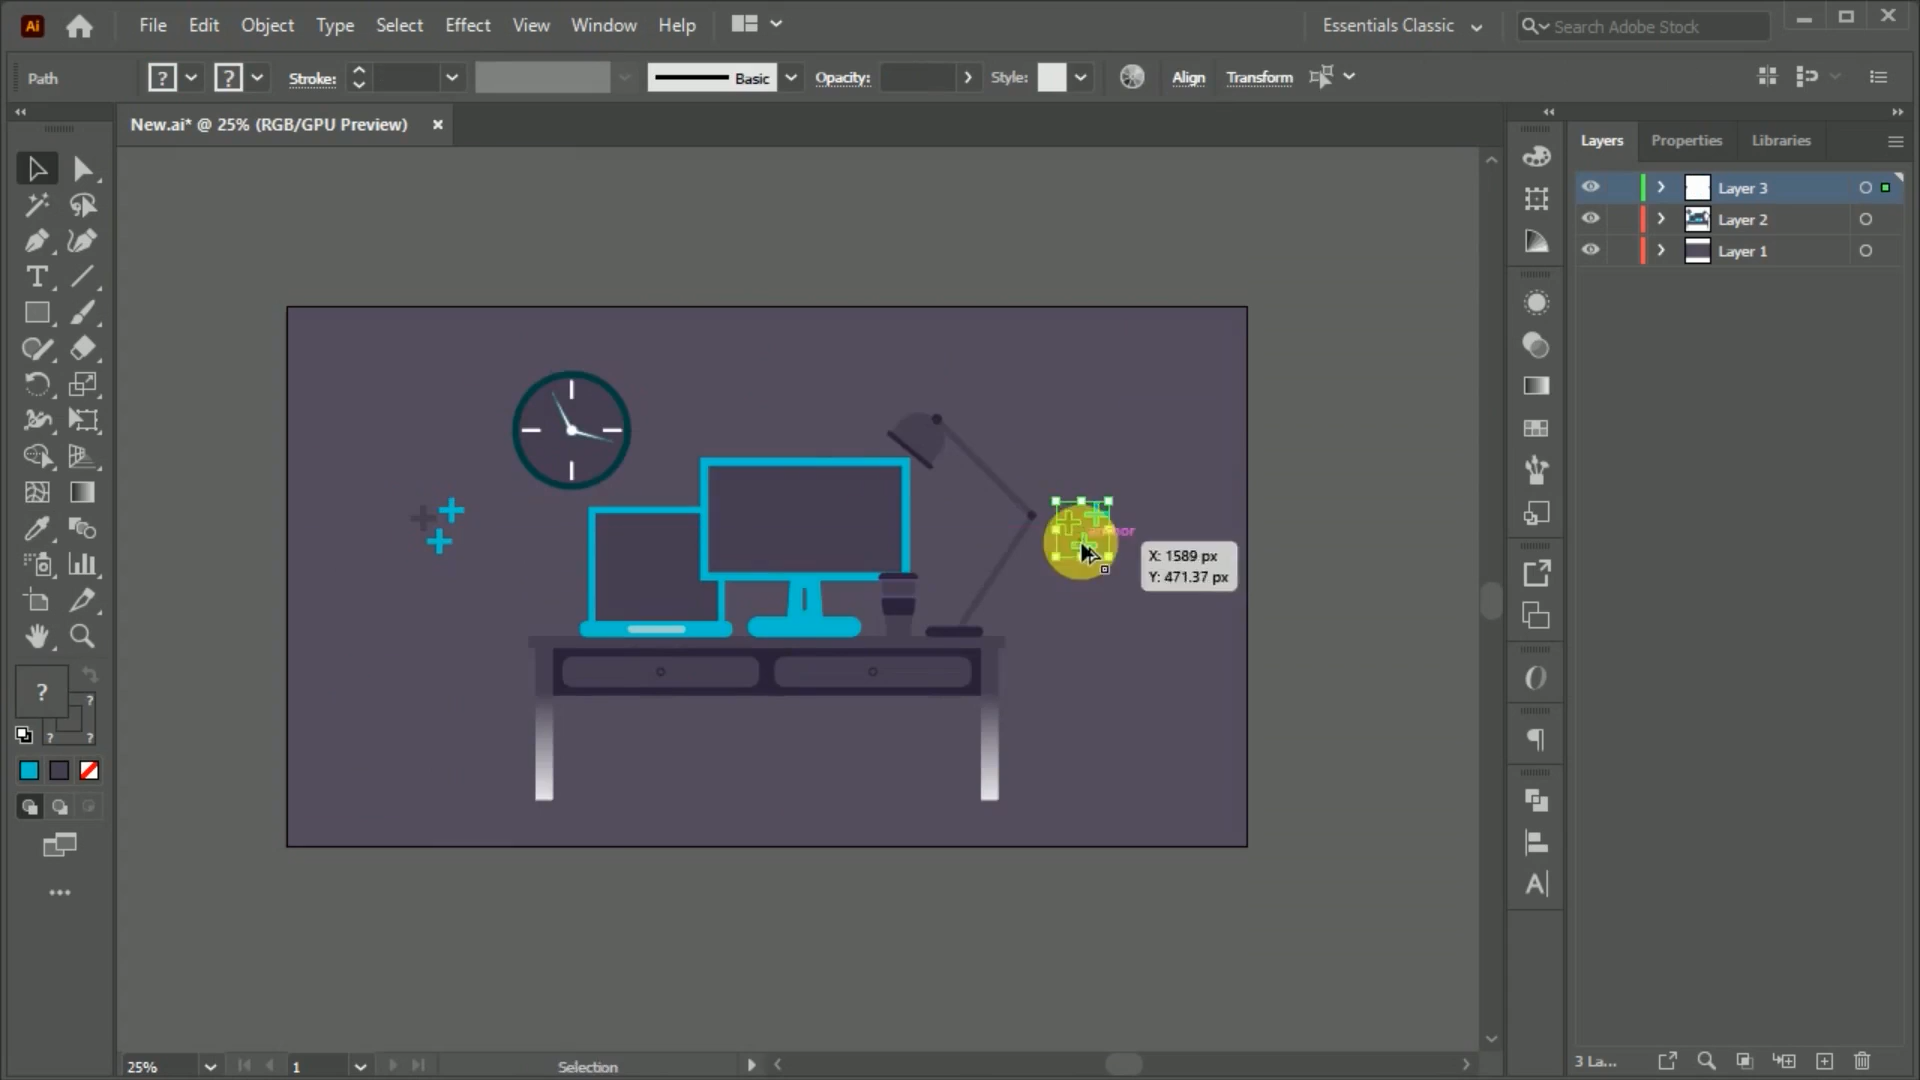 Ai File Edit Object Type Select Effect View Window Help Essentials Classic Search Adobe Stock
Path ? ? Stroke: Basic Opacity: Style: Align Transform
New.ai* @ 25% (RGB/GPU Preview)
Layers Properties Libraries
Layer 3
Layer 2
Layer 1
X: 1589 px
Y: 471.37 px
?
?
? ?
25% 1 Selection 3 La...